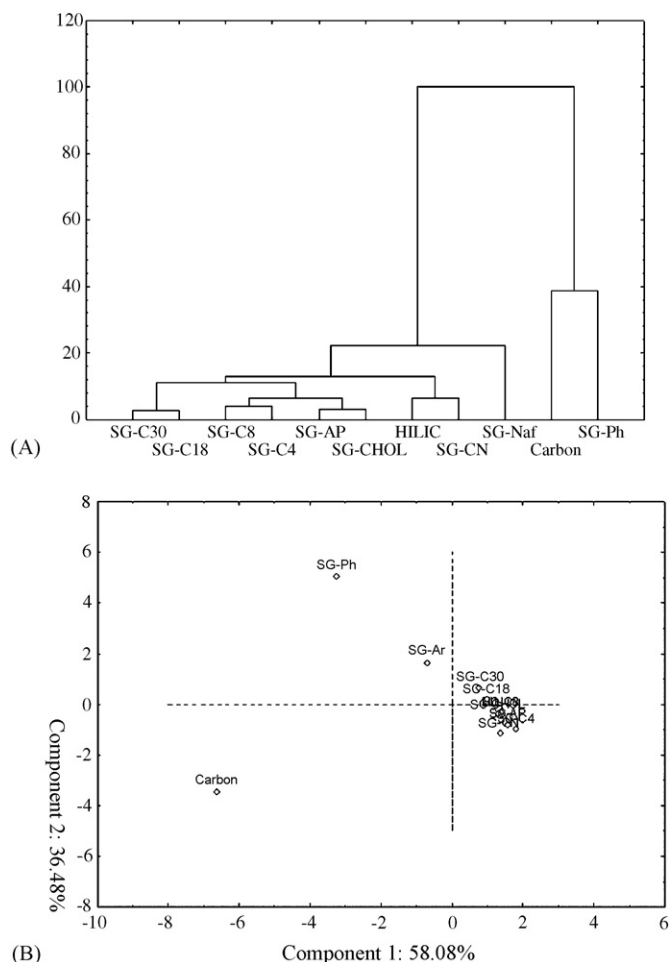 120
100
80
60
40
20
0
SG-C30 SG-C8 SG-AP HILIC SG-Naf SG-Ph
SG-C18 SG-C4 SG-CHOL SG-CN Carbon
(A)
8
6
4
2
0
-2
-4
-6
-8
SG-Ph
SG-Ar
SG-C30
SG-C18
SG-AP
Carbon
Component 2: 36.48%
-10 -8 -6 -4 -2 0 2 4 6
(B) Component 1: 58.08%